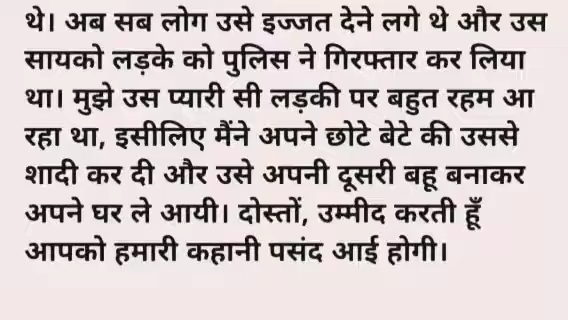 थे। अब सब लोग उसे इज्जत देने लगे थे और उस
सायको लड़के को पुलिस ने गिरफ्तार कर लिया
था। मुझे उस प्यारी सी लड़की पर बहुत रहम आ
रहा था, इसीलिए मैंने अपने छोटे बेटे की उससे
शादी कर दी और उसे अपनी दूसरी बहू बनाकर
अपने घर ले आयी। दोस्तों, उम्मीद करती हूँ
आपको हमारी कहानी पसंद आई होगी।